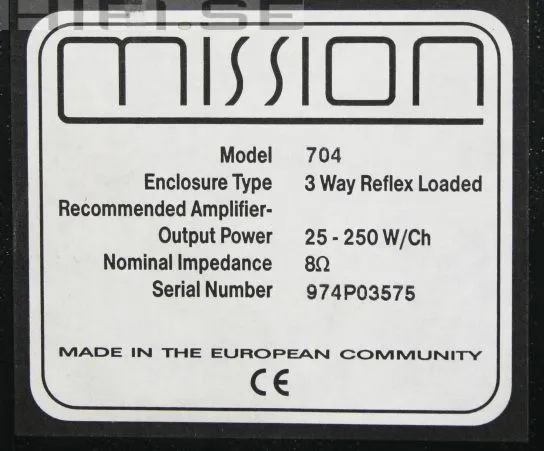 HIFI.SE
mission
Model 704
Enclosure Type 3 Way Reflex Loaded
Recommended Amplifier-
Output Power 25 - 250 W/Ch
Nominal Impedance 8Ω
Serial Number 974P03575
MADE IN THE EUROPEAN COMMUNITY
CE